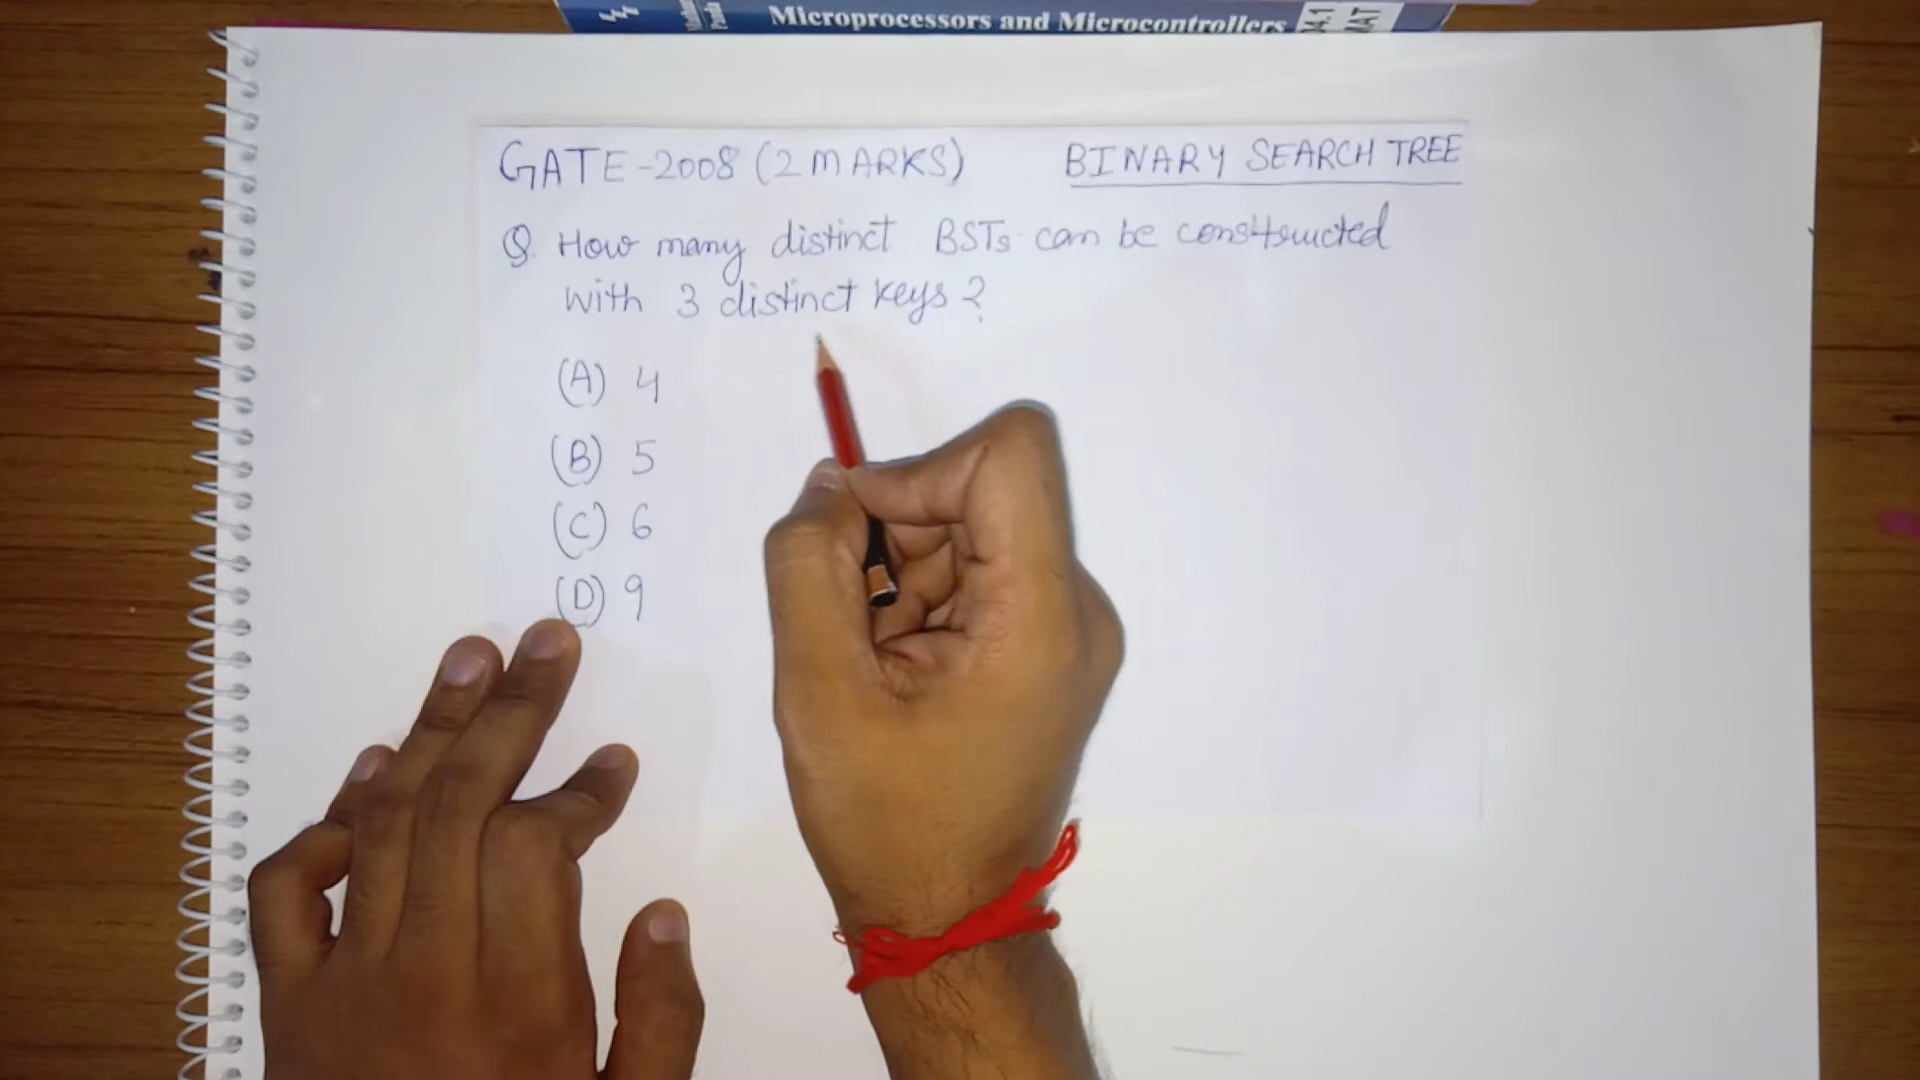 Microprocessors and Microcontrollers
GATE-2008 (2 MARKS) BINARY SEARCH TREE
Q. How many distinct BSTs can be constructed
with 3 distinct keys?
(A) 4
(B) 5
(C) 6
(D) 9